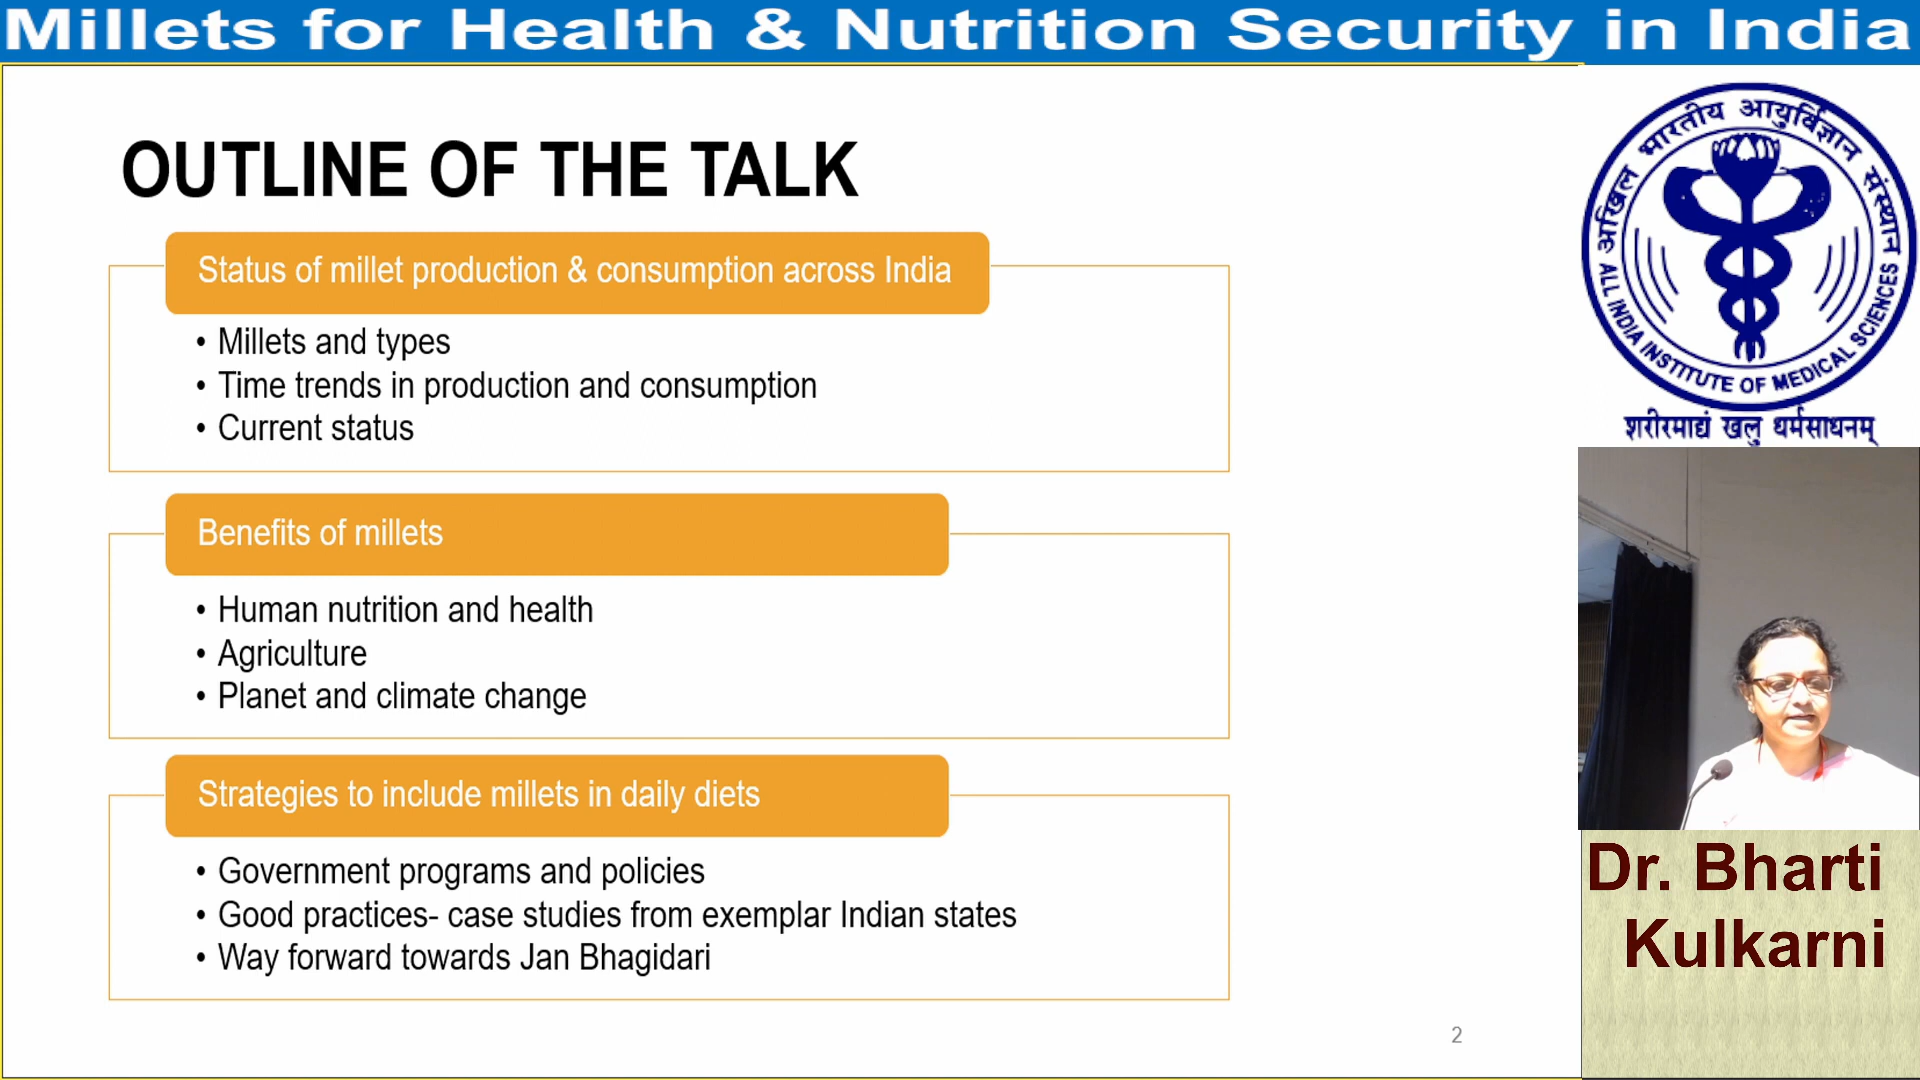 Millets for Health & Nutrition Security in India
OUTLINE OF THE TALK
Status of millet production & consumption across India
• Millets and types
• Time trends in production and consumption
• Current status
Benefits of millets
• Human nutrition and health
• Agriculture
• Planet and climate change
Strategies to include millets in daily diets
• Government programs and policies
• Good practices- case studies from exemplar Indian states
• Way forward towards Jan Bhagidari
2
अखिल भारतीय आयुर्विज्ञान संस्थान
ALL INDIA INSTITUTE OF MEDICAL SCIENCES
शरीरमाद्यं खलु धर्मसाधनम्
Dr. Bharti
Kulkarni